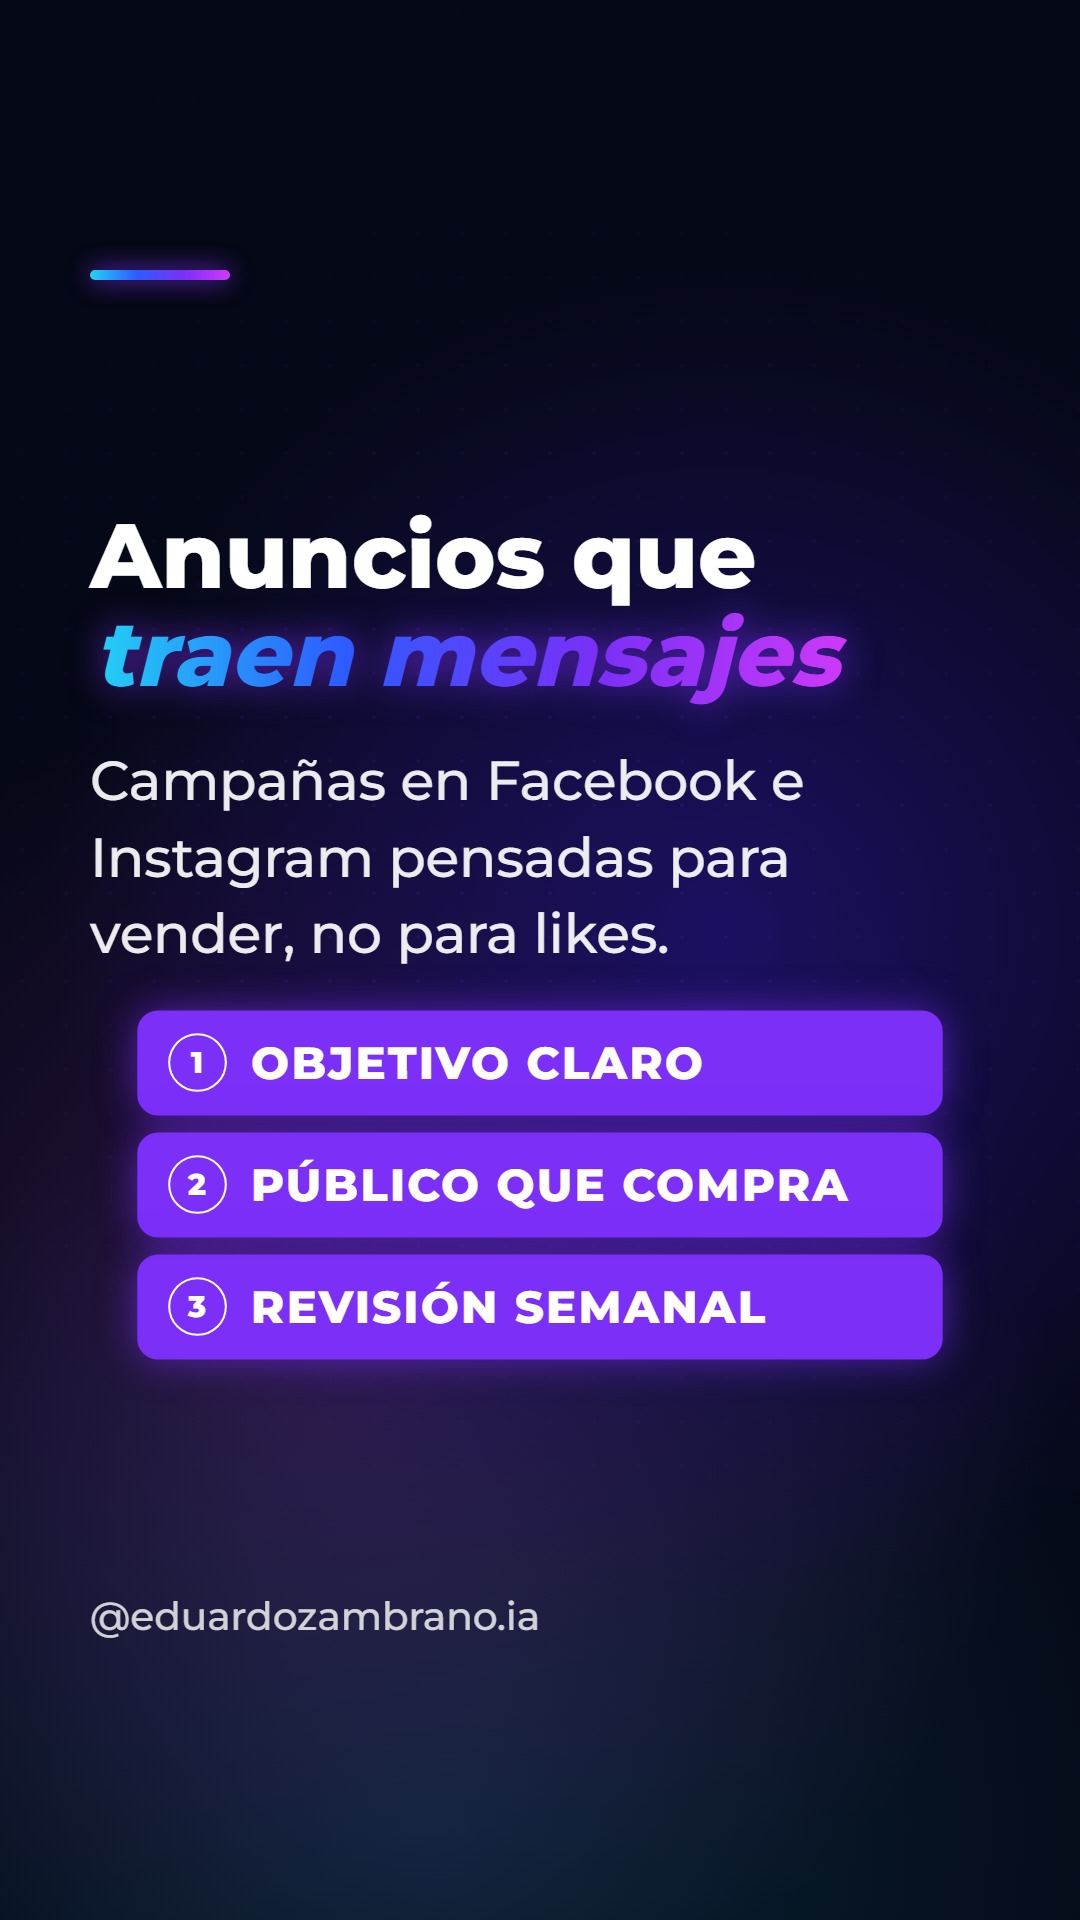 Anuncios que
traen mensajes
Campañas en Facebook e
Instagram pensadas para
vender, no para likes.
1 OBJETIVO CLARO
2 PÚBLICO QUE COMPRA
3 REVISIÓN SEMANAL
@eduardozambrano.ia